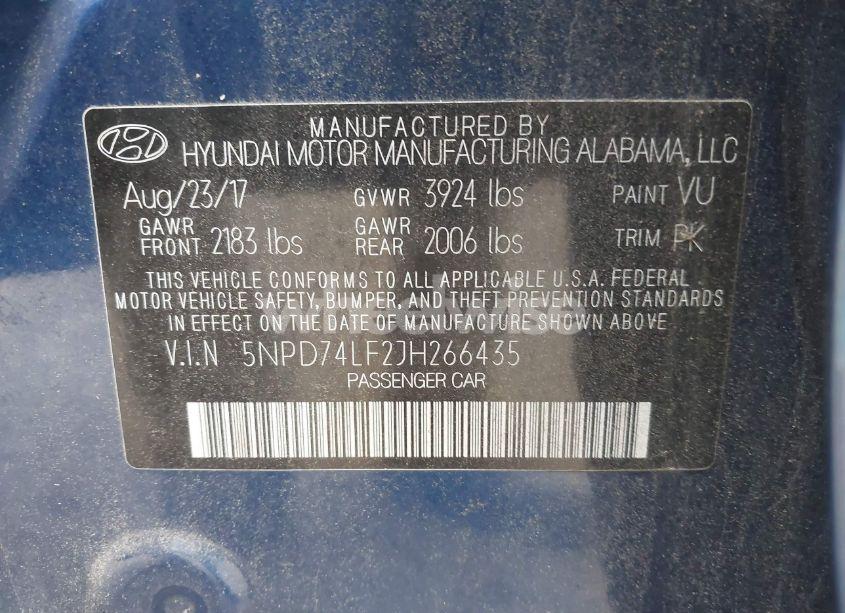 MANUFACTURED BY
HYUNDAI MOTOR MANUFACTURING ALABAMA, LLC
Aug/23/17 GVWR 3924 lbs PAINT VU
GAWR FRONT 2183 lbs GAWR REAR 2006 lbs TRIM PK
THIS VEHICLE CONFORMS TO ALL APPLICABLE U.S.A. FEDERAL
MOTOR VEHICLE SAFETY, BUMPER, AND THEFT PREVENTION STANDARDS
IN EFFECT ON THE DATE OF MANUFACTURE SHOWN ABOVE.
V.I.N 5NPD74LF2JH266435
PASSENGER CAR